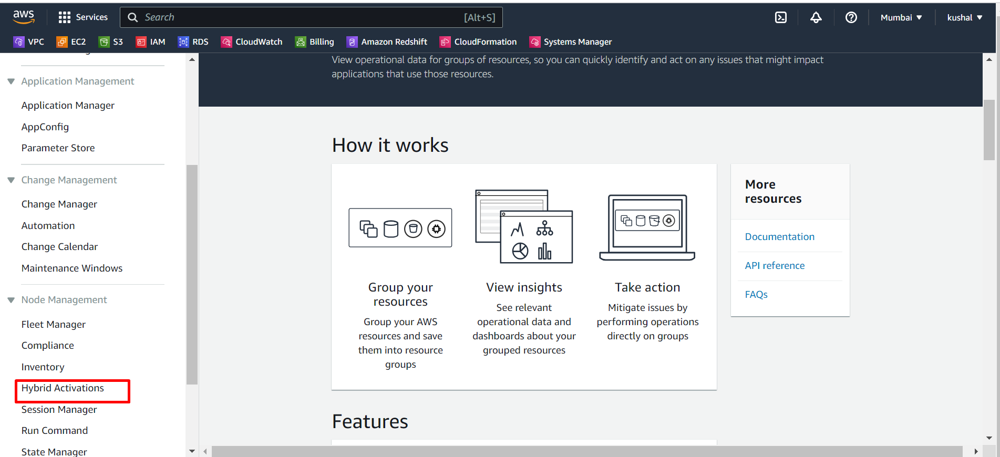 aws
Services
Search
[Alt+S]
Mumbai
kushal
VPC
EC2
S3
IAM
RDS
CloudWatch
Billing
Amazon Redshift
CloudFormation
Systems Manager
Application Management
Application Manager
AppConfig
Parameter Store
Change Management
Change Manager
Automation
Change Calendar
Maintenance Windows
Node Management
Fleet Manager
Compliance
Inventory
Hybrid Activations
Session Manager
Run Command
State Manager
View operational data for groups of resources, so you can quickly identify and act on any issues that might impact
applications that use those resources.
How it works
Group your
resources
Group your AWS
resources and save
them into resource
groups
View insights
See relevant
operational data and
dashboards about your
grouped resources
Take action
Mitigate issues by
performing operations
directly on groups
More
resources
Documentation
API reference
FAQs
Features